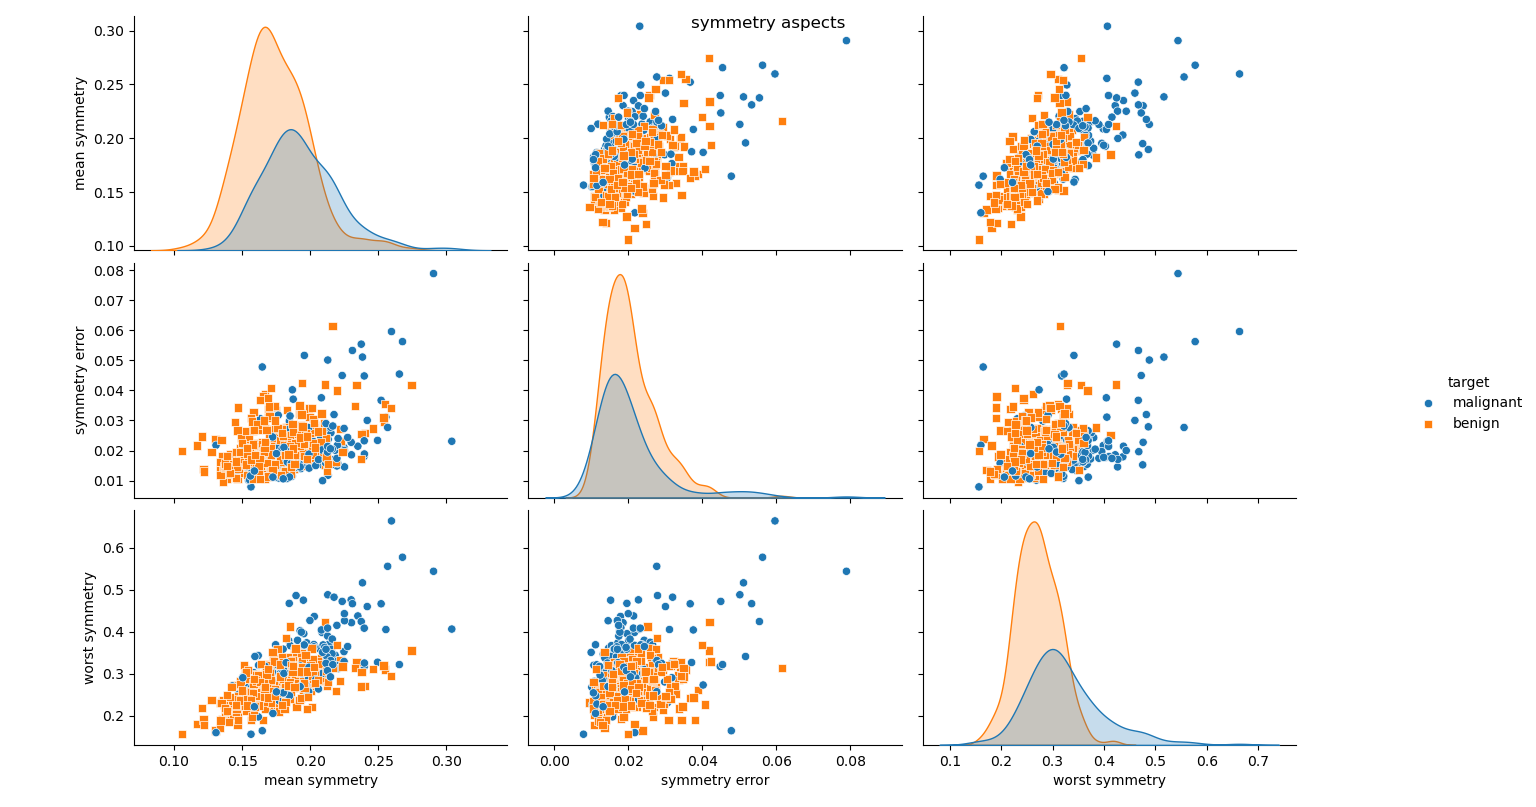 symmetry aspects
0.30
0.25
0.20
0.15
0.10
mean symmetry
0.08
0.07
0.06
0.05
0.04
0.03
0.02
0.01
symmetry error
target
malignant
benign
0.6
0.5
0.4
0.3
0.2
worst symmetry
0.10 0.15 0.20 0.25 0.30
mean symmetry
0.00 0.02 0.04 0.06 0.08
symmetry error
0.1 0.2 0.3 0.4 0.5 0.6 0.7
worst symmetry